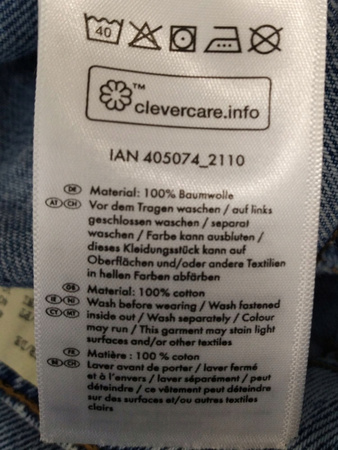 40
™ clevercare.info
IAN 405074_2110
DE Material: 100% Baumwolle
AT CH Vor dem Tragen waschen / auf links
geschlossen waschen / separat
waschen / Farbe kann ausbluten /
dieses Kleidungsstück kann auf
Oberflächen und/oder andere Textilien
in hellen Farben abfärben
GB Material: 100% cotton
IE NI Wash before wearing / Wash fastened
CY MT inside out / Wash separately / Colour
may run / This garment may stain light
surfaces and/or other textiles
FR Matière : 100 % coton
BE CH Laver avant de porter / laver fermé
et à l'envers / laver séparément / peut
déteindre / ce vêtement peut déteindre
sur des surfaces et/ou autres textiles
clairs